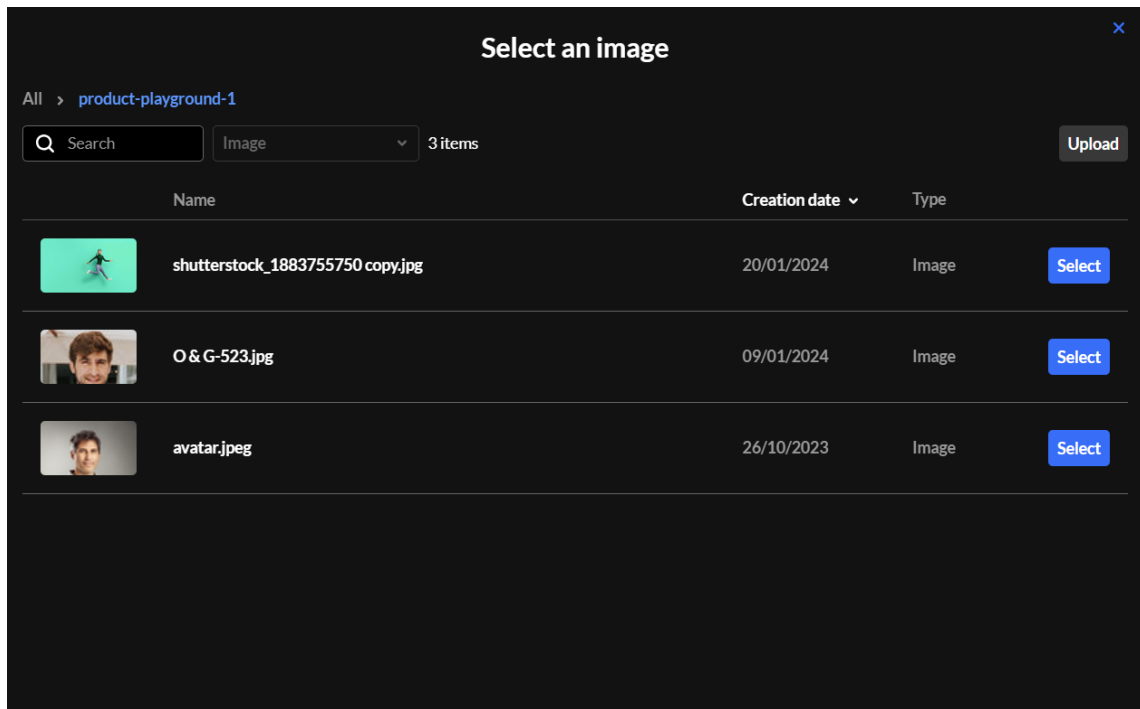 Select an image
All > product-playground-1
Search Image 3 items Upload
Name Creation date Type
shutterstock_1883755750 copy.jpg 20/01/2024 Image Select
O & G-523.jpg 09/01/2024 Image Select
avatar.jpeg 26/10/2023 Image Select